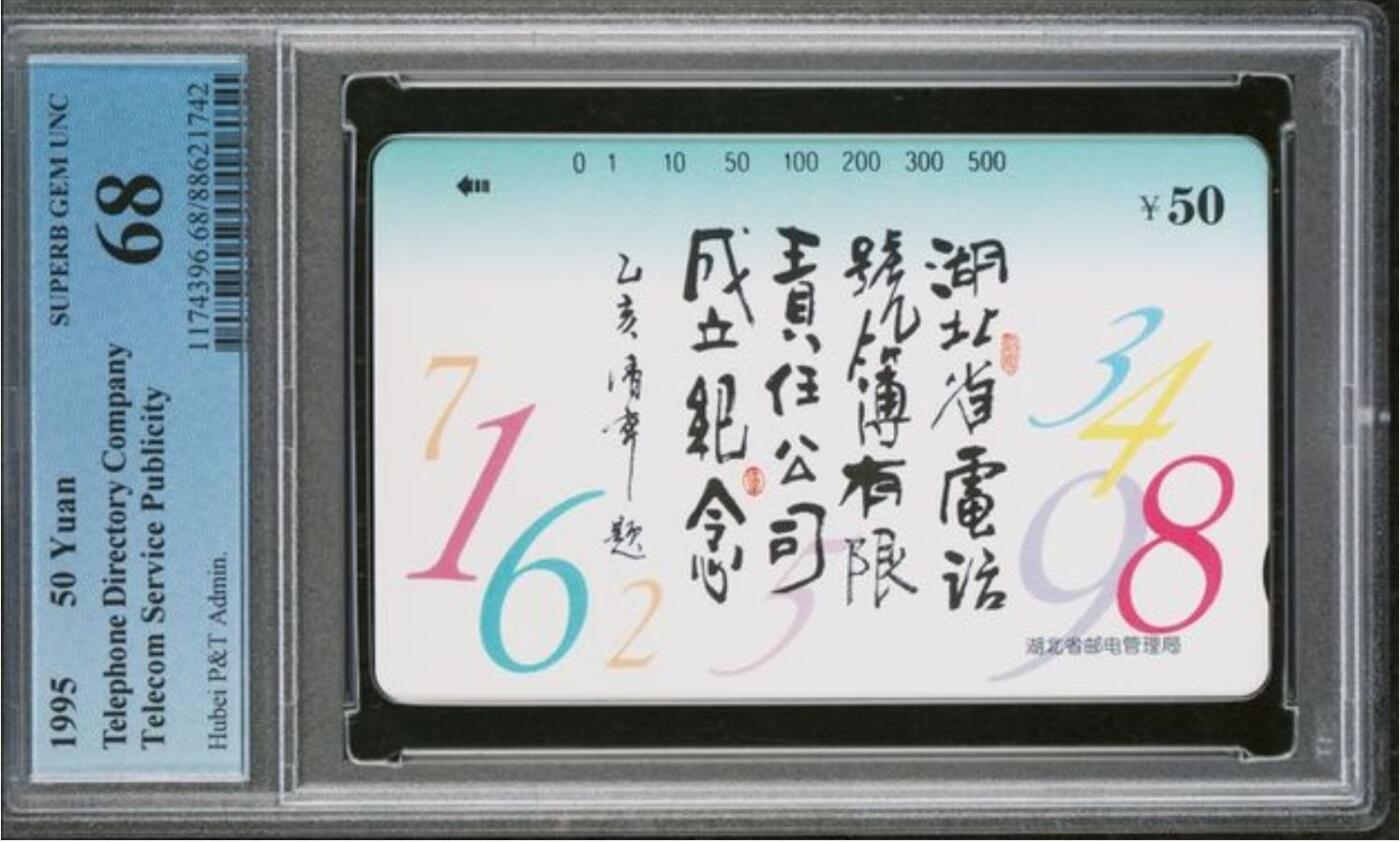 1995 50 Yuan SUPERB GEM UNC
Telephone Directory Company
68
Telecom Service Publicity
1174396.68/88621742
Hubei P&T Admin.
0 1 10 50 100 200 300 500
¥50
湖北省電話
號簿有限
責任公司
成立紀念
乙亥清華題
7
1
6
2
5
3
4
9
8
湖北省邮电管理局